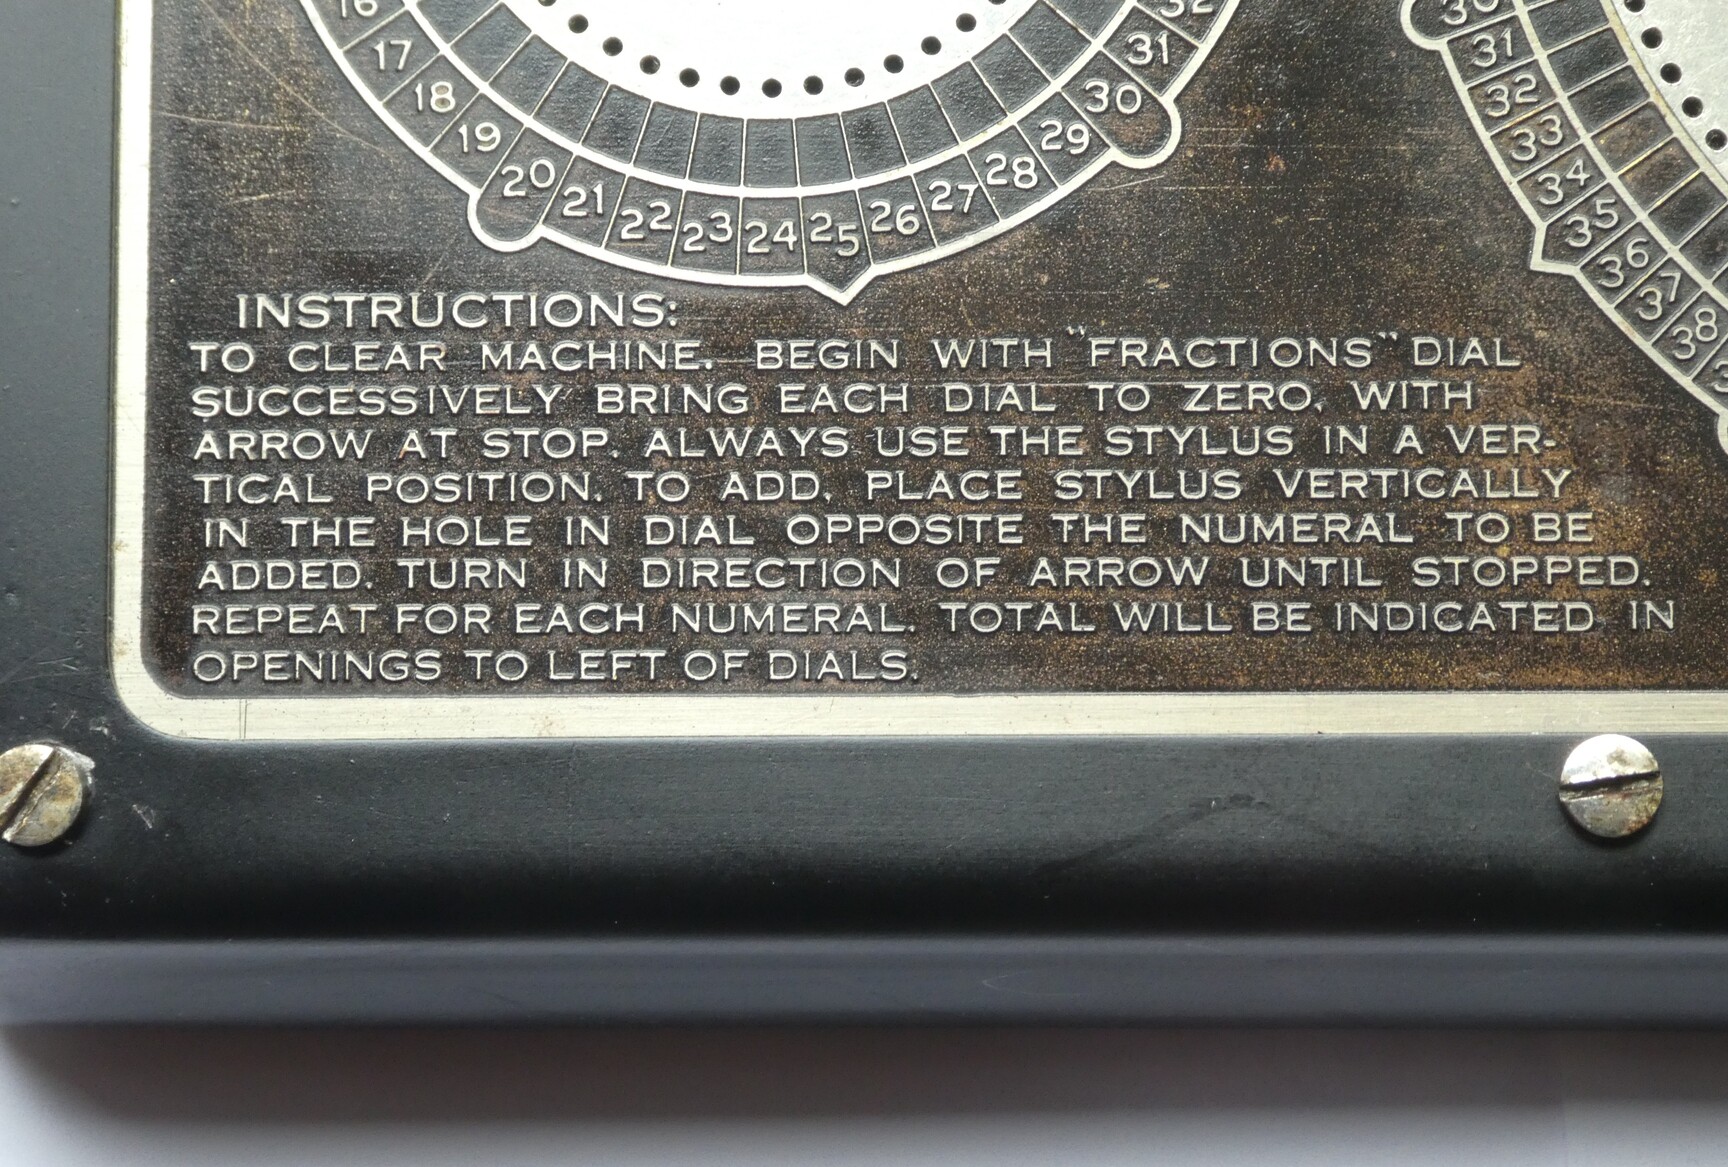 16 17 18 19 20 21 22 23 24 25 26 27 28 29 30 31 32
30 31 32 33 34 35 36 37 38
INSTRUCTIONS:
TO CLEAR MACHINE. BEGIN WITH "FRACTIONS" DIAL
SUCCESSIVELY BRING EACH DIAL TO ZERO, WITH
ARROW AT STOP. ALWAYS USE THE STYLUS IN A VER-
TICAL POSITION. TO ADD, PLACE STYLUS VERTICALLY
IN THE HOLE IN DIAL OPPOSITE THE NUMERAL TO BE
ADDED. TURN IN DIRECTION OF ARROW UNTIL STOPPED.
REPEAT FOR EACH NUMERAL. TOTAL WILL BE INDICATED IN
OPENINGS TO LEFT OF DIALS.